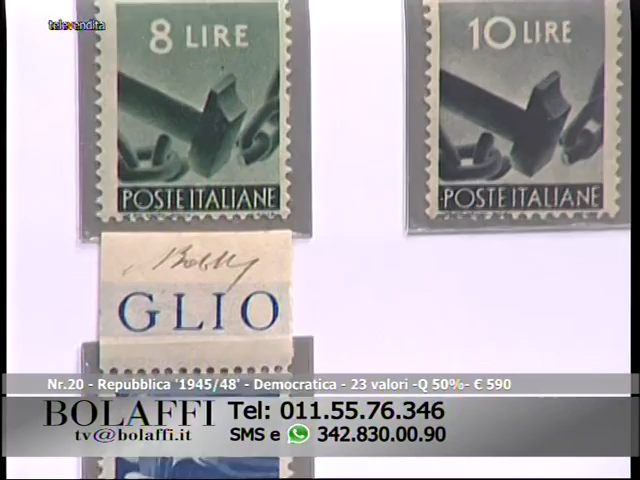 televendita
8 LIRE
10 LIRE
POSTE ITALIANE
POSTE ITALIANE
GLIO
Nr.20 - Repubblica '1945/48' - Democratica - 23 valori -Q 50%- € 590
BOLAFFI
tv@bolaffi.it
Tel: 011.55.76.346
SMS e 342.830.00.90